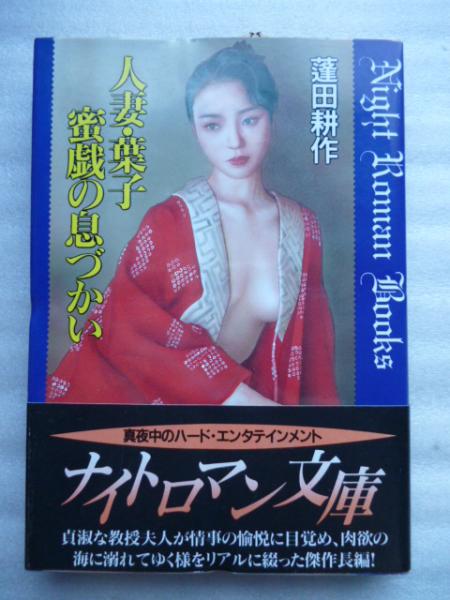 Night Roman Books
蓬田耕作
人妻・葉子
蜜戯の息づかい
真夜中のハード・エンタテインメント
ナイトロマン文庫
貞淑な教授夫人が情事の愉悦に目覚め、肉欲の
海に溺れてゆく様をリアルに綴った傑作長編!